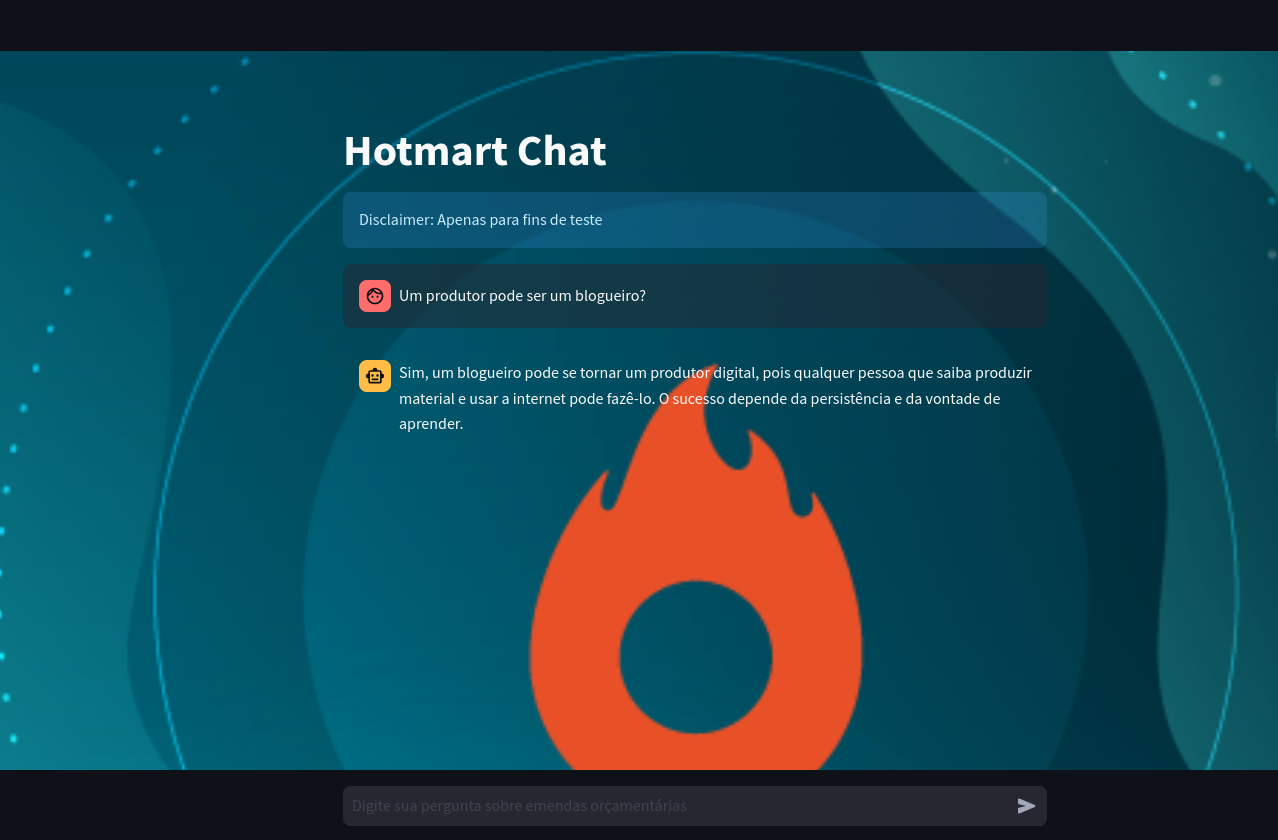 Hotmart Chat
Disclaimer: Apenas para fins de teste
Um produtor pode ser um blogueiro?
Sim, um blogueiro pode se tornar um produtor digital, pois qualquer pessoa que saiba produzir
material e usar a internet pode fazê-lo. O sucesso depende da persistência e da vontade de
aprender.
Digite sua pergunta sobre emendas orçamentárias